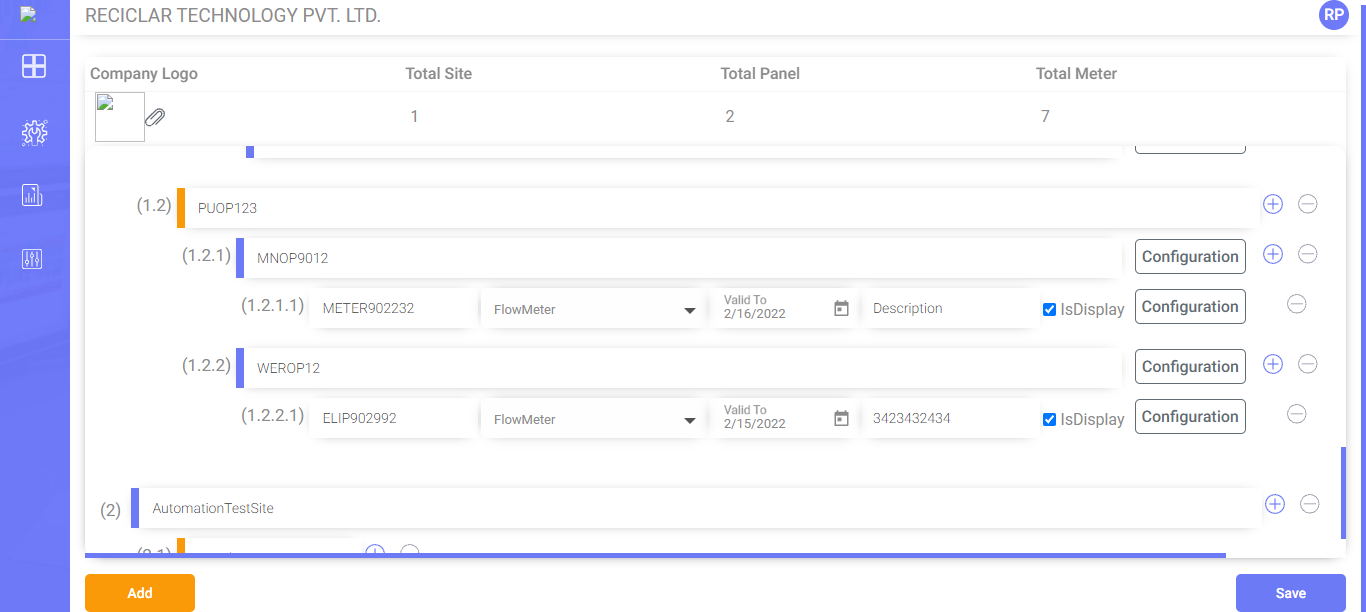 RECICLAR TECHNOLOGY PVT. LTD.
RP
Company Logo Total Site Total Panel Total Meter
1 2 7
(1.2) PUOP123
(1.2.1) MNOP9012 Configuration
(1.2.1.1) METER902232 FlowMeter Valid To 2/16/2022 Description IsDisplay Configuration
(1.2.2) WEROP12 Configuration
(1.2.2.1) ELIP902992 FlowMeter Valid To 2/15/2022 3423432434 IsDisplay Configuration
(2) AutomationTestSite
Add Save